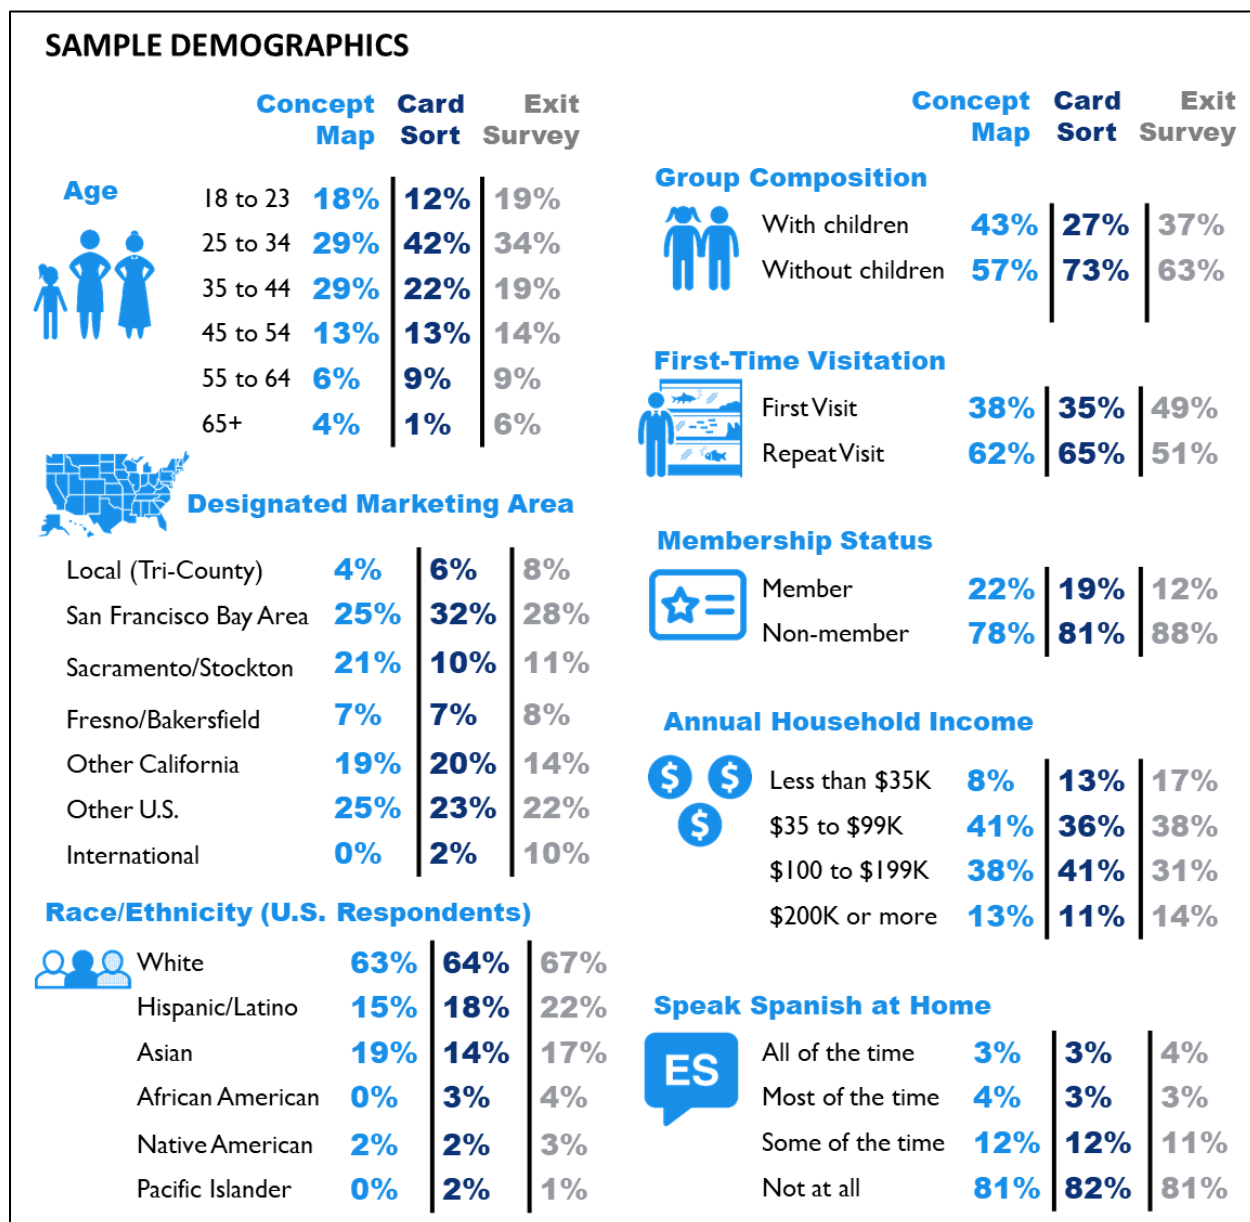 SAMPLE DEMOGRAPHICS
Concept Card Exit
Map Sort Survey
Age
18 to 23 18% 12% 19%
25 to 34 29% 42% 34%
35 to 44 29% 22% 19%
45 to 54 13% 13% 14%
55 to 64 6% 9% 9%
65+ 4% 1% 6%
Designated Marketing Area
Local (Tri-County) 4% 6% 8%
San Francisco Bay Area 25% 32% 28%
Sacramento/Stockton 21% 10% 11%
Fresno/Bakersfield 7% 7% 8%
Other California 19% 20% 14%
Other U.S. 25% 23% 22%
International 0% 2% 10%
Race/Ethnicity (U.S. Respondents)
White 63% 64% 67%
Hispanic/Latino 15% 18% 22%
Asian 19% 14% 17%
African American 0% 3% 4%
Native American 2% 2% 3%
Pacific Islander 0% 2% 1%
Concept Card Exit
Map Sort Survey
Group Composition
With children 43% 27% 37%
Without children 57% 73% 63%
First-Time Visitation
First Visit 38% 35% 49%
Repeat Visit 62% 65% 51%
Membership Status
Member 22% 19% 12%
Non-member 78% 81% 88%
Annual Household Income
$ $ $
Less than $35K 8% 13% 17%
$35 to $99K 41% 36% 38%
$100 to $199K 38% 41% 31%
$200K or more 13% 11% 14%
Speak Spanish at Home
ES
All of the time 3% 3% 4%
Most of the time 4% 3% 3%
Some of the time 12% 12% 11%
Not at all 81% 82% 81%